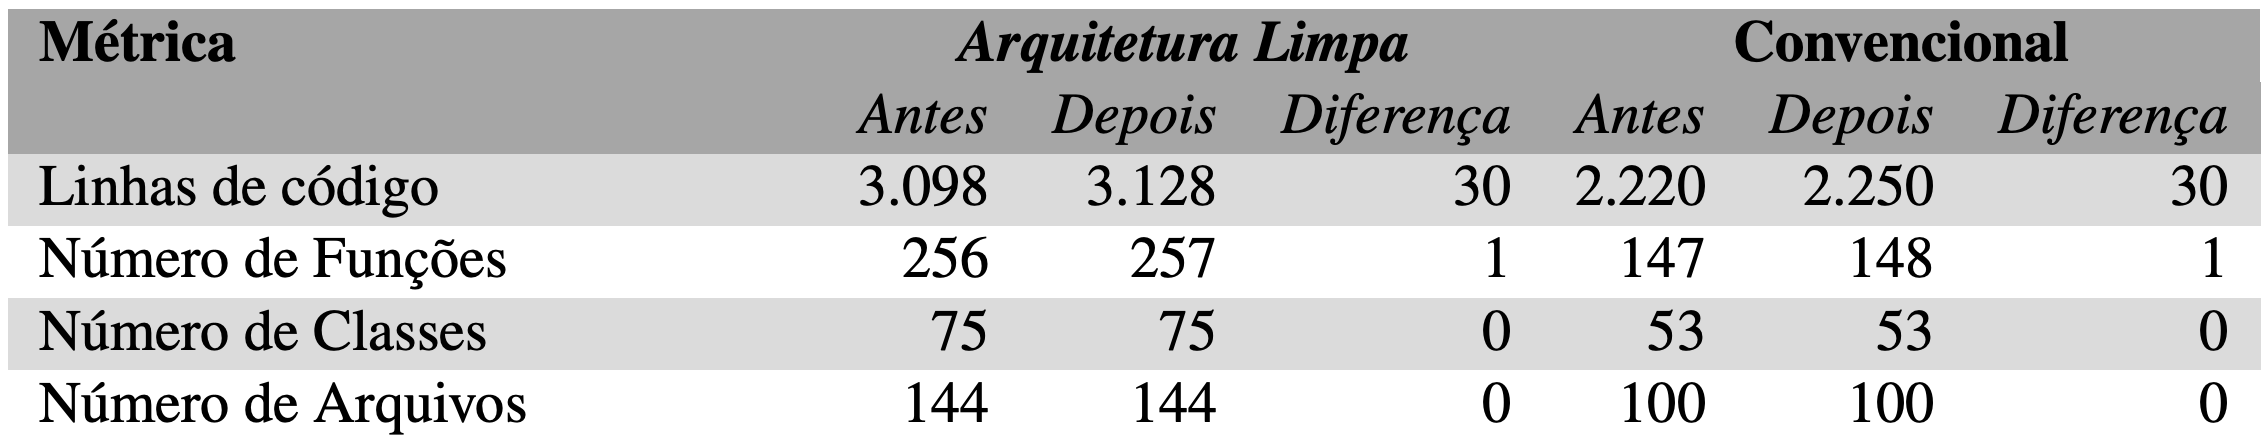 Métrica Arquitetura Limpa Convencional
Antes Depois Diferença Antes Depois Diferença
Linhas de código 3.098 3.128 30 2.220 2.250 30
Número de Funções 256 257 1 147 148 1
Número de Classes 75 75 0 53 53 0
Número de Arquivos 144 144 0 100 100 0